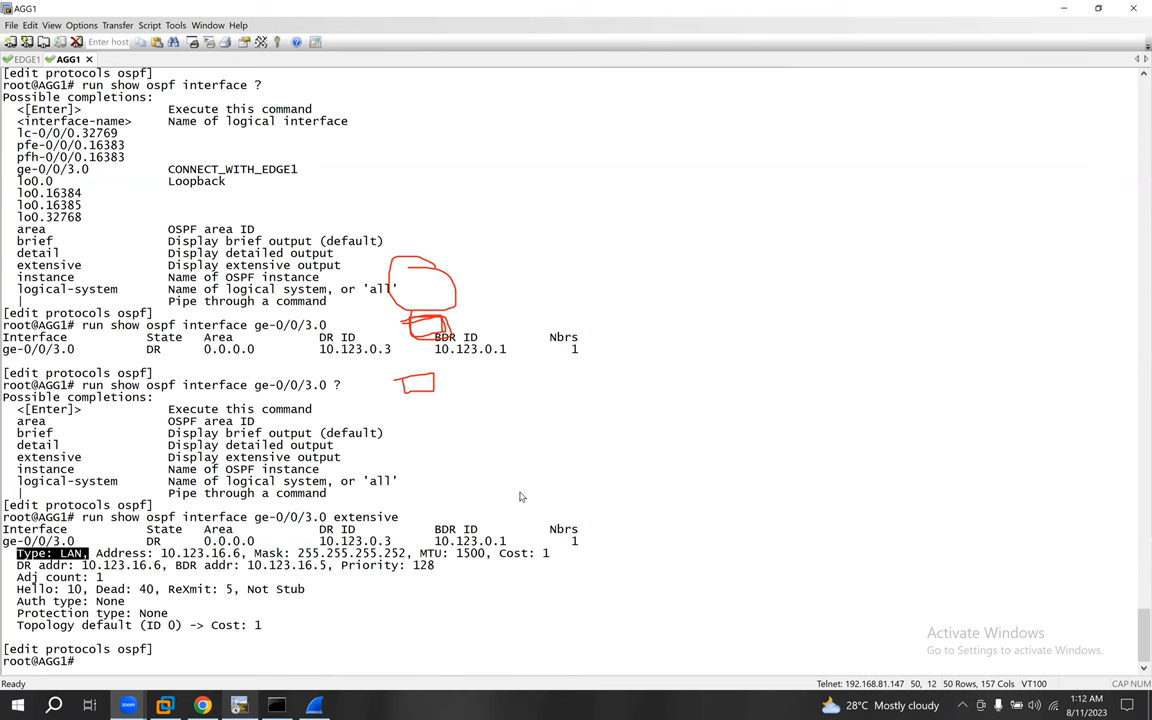 AGG1
File Edit View Options Transfer Script Tools Window Help
Enter host
EDGE1 AGG1
[edit protocols ospf]
root@AGG1# run show ospf interface ?
Possible completions:
<[Enter]> Execute this command
<interface-name> Name of logical interface
lc-0/0/0.32769
pfe-0/0/0.16383
pfh-0/0/0.16383
ge-0/0/3.0 CONNECT_WITH_EDGE1
lo0.0 Loopback
lo0.16384
lo0.16385
lo0.32768
area OSPF area ID
brief Display brief output (default)
detail Display detailed output
extensive Display extensive output
instance Name of OSPF instance
logical-system Name of logical system, or 'all'
| Pipe through a command
[edit protocols ospf]
root@AGG1# run show ospf interface ge-0/0/3.0
Interface State Area DR ID BDR ID Nbrs
ge-0/0/3.0 DR 0.0.0.0 10.123.0.3 10.123.0.1 1
[edit protocols ospf]
root@AGG1# run show ospf interface ge-0/0/3.0 ?
Possible completions:
<[Enter]> Execute this command
area OSPF area ID
brief Display brief output (default)
detail Display detailed output
extensive Display extensive output
instance Name of OSPF instance
logical-system Name of logical system, or 'all'
| Pipe through a command
[edit protocols ospf]
root@AGG1# run show ospf interface ge-0/0/3.0 extensive
Interface State Area DR ID BDR ID Nbrs
ge-0/0/3.0 DR 0.0.0.0 10.123.0.3 10.123.0.1 1
Type: LAN, Address: 10.123.16.6, Mask: 255.255.255.252, MTU: 1500, Cost: 1
DR addr: 10.123.16.6, BDR addr: 10.123.16.5, Priority: 128
Adj count: 1
Hello: 10, Dead: 40, ReXmit: 5, Not Stub
Auth type: None
Protection type: None
Topology default (ID 0) -> Cost: 1
[edit protocols ospf]
root@AGG1#
Activate Windows
Go to Settings to activate Windows.
Ready Telnet: 192.168.81.147 50, 12 50 Rows, 157 Cols VT100 CAP NUM
28°C Mostly cloudy 1:12 AM
8/11/2023